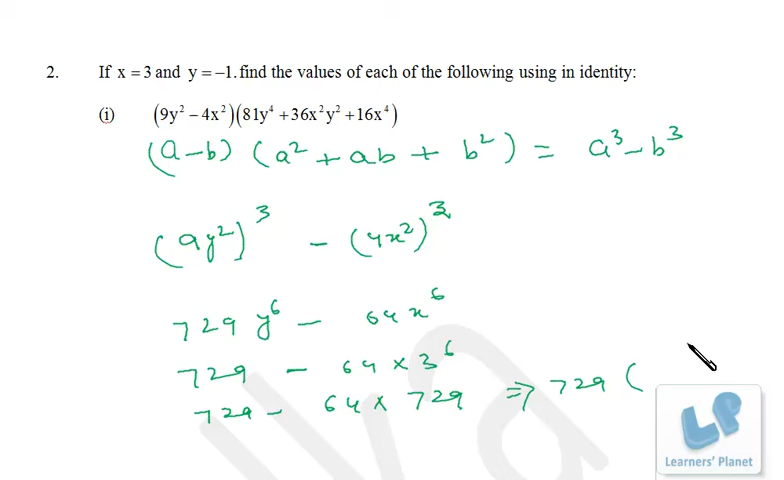 2. If x = 3 and y = −1. find the values of each of the following using in identity:
(i) (9y² − 4x²)(81y⁴ + 36x²y² + 16x⁴)
(a − b) (a² + ab + b²) = a³ − b³
(9y²)³ − (4x²)³
729 y⁶ − 64 x⁶
729 − 64 × 3⁶
729 − 64 × 729 ⇒ 729 (
LP
Learners' Planet